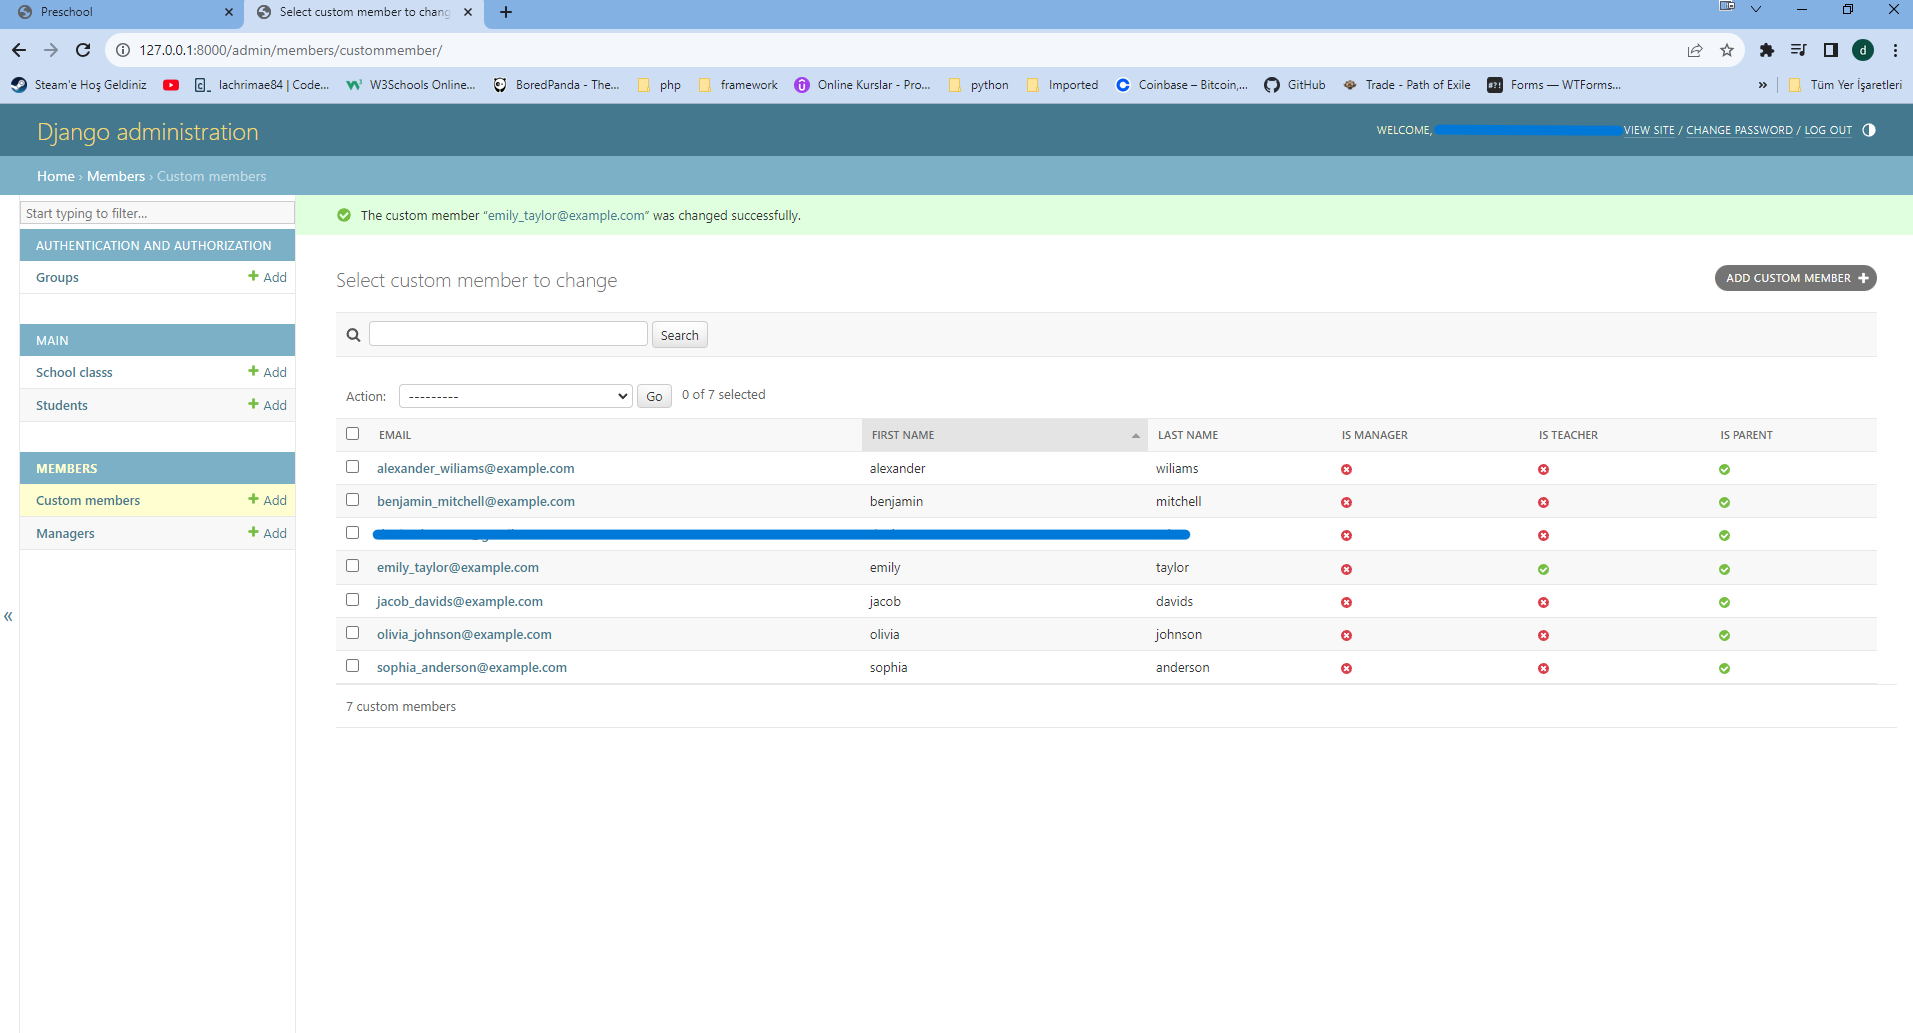 Preschool
Select custom member to chang
127.0.0.1:8000/admin/members/custommember/
d
Steam'e Hoş Geldiniz
lachrimae84 | Code...
W3Schools Online...
BoredPanda - The...
php
framework
Online Kurslar - Pro...
python
Imported
Coinbase – Bitcoin,...
GitHub
Trade - Path of Exile
#?!
Forms — WTForms...
»
Tüm Yer İşaretleri
Django administration
WELCOME, VIEW SITE / CHANGE PASSWORD / LOG OUT
Home › Members › Custom members
Start typing to filter...
The custom member “emily_taylor@example.com” was changed successfully.
AUTHENTICATION AND AUTHORIZATION
Groups + Add
MAIN
School classs + Add
Students + Add
MEMBERS
Custom members + Add
Managers + Add
«
Select custom member to change
ADD CUSTOM MEMBER +
Search
Action: --------- Go 0 of 7 selected
EMAIL FIRST NAME LAST NAME IS MANAGER IS TEACHER IS PARENT
alexander_wiliams@example.com alexander wiliams
benjamin_mitchell@example.com benjamin mitchell
emily_taylor@example.com emily taylor
jacob_davids@example.com jacob davids
olivia_johnson@example.com olivia johnson
sophia_anderson@example.com sophia anderson
7 custom members